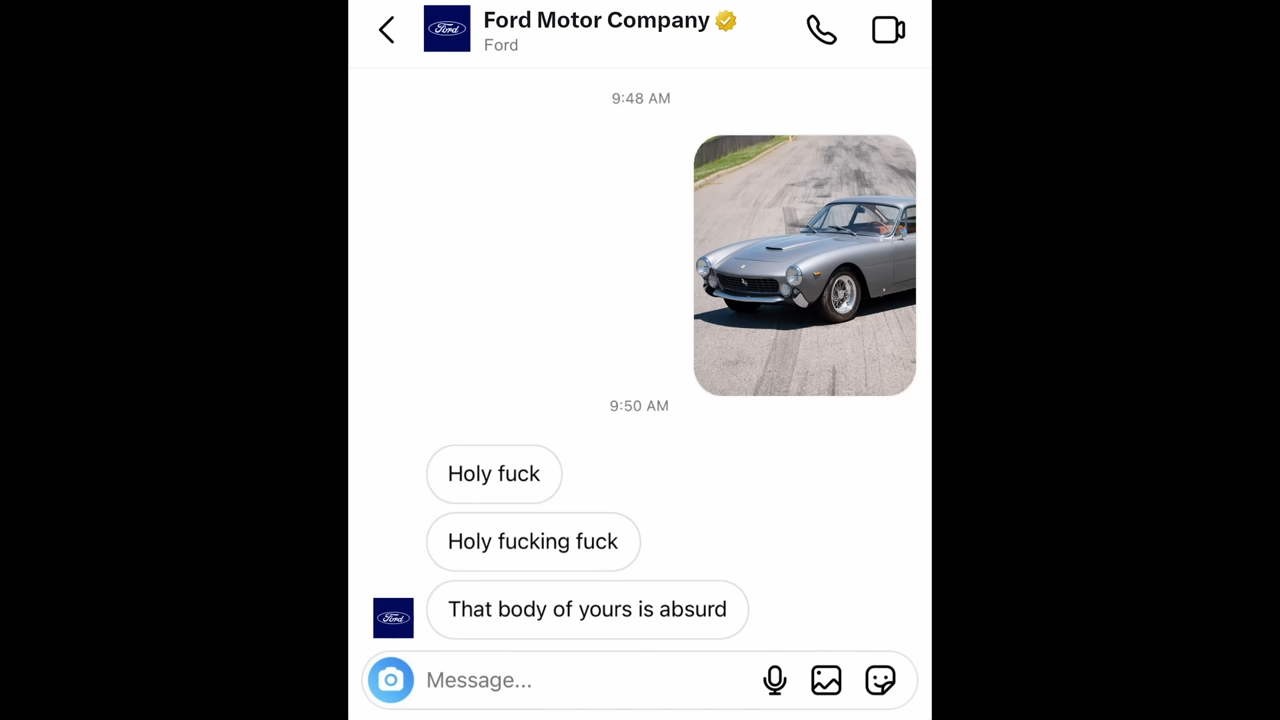 Ford Motor Company
Ford
9:48 AM
9:50 AM
Holy fuck
Holy fucking fuck
That body of yours is absurd
Ford
Message...